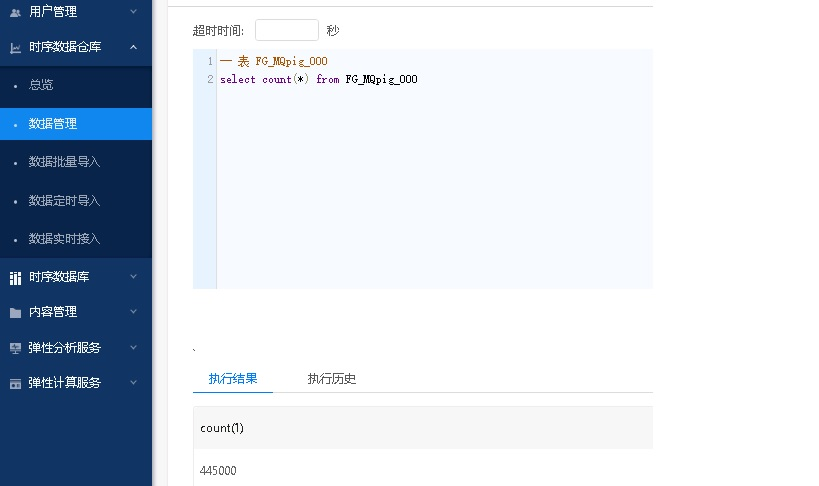 用户管理
时序数据仓库
总览
数据管理
数据批量导入
数据定时导入
数据实时接入
时序数据库
内容管理
弹性分析服务
弹性计算服务
超时时间: 秒
1 -- 表 FG_MQpig_000
2 select count(*) from FG_MQpig_000
执行结果 执行历史
count(1)
445000